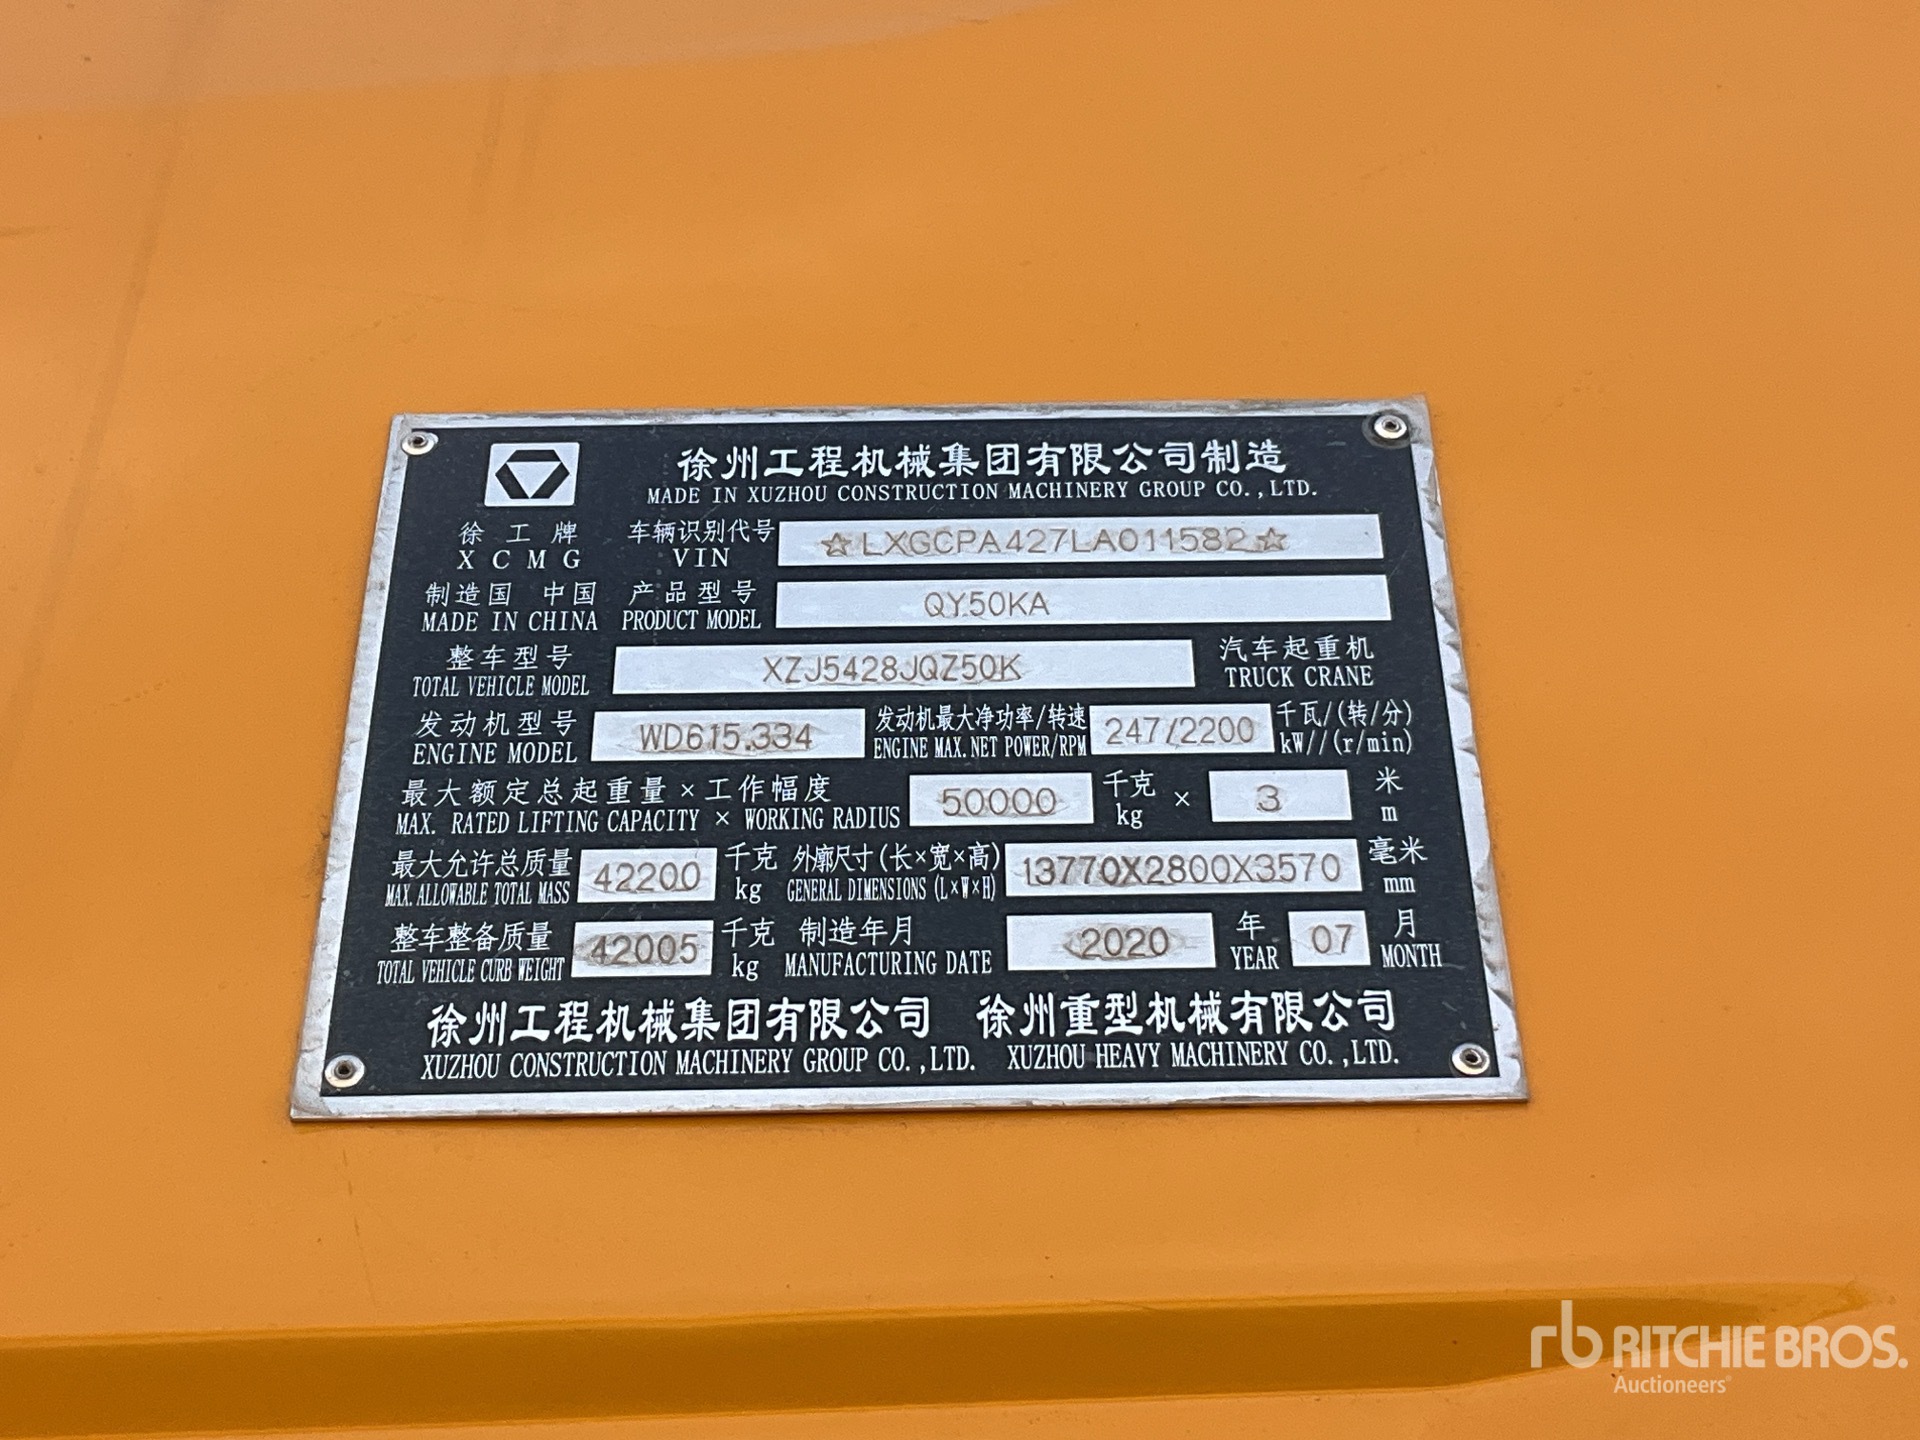 徐州工程机械集团有限公司制造
MADE IN XUZHOU CONSTRUCTION MACHINERY GROUP CO.,LTD.
徐工牌 车辆识别代号 ☆LXGCPA427LA011582☆
XCMG VIN
制造国 中国 产品型号 QY50KA
MADE IN CHINA PRODUCT MODEL
整车型号 XZJ5428JQZ50K 汽车起重机
TOTAL VEHICLE MODEL TRUCK CRANE
发动机型号 WD615.334 发动机最大净功率/转速 247/2200 千瓦/(转/分)
ENGINE MODEL ENGINE MAX.NET POWER/RPM kW//(r/min)
最大额定总起重量×工作幅度 50000 千克 × 3 米
MAX. RATED LIFTING CAPACITY × WORKING RADIUS kg m
最大允许总质量 42200 千克 外廓尺寸(长×宽×高) 13770X2800X3570 毫米
MAX. ALLOWABLE TOTAL MASS kg GENERAL DIMENSIONS (L×W×H) mm
整车整备质量 42005 千克 制造年月 2020 年 07 月
TOTAL VEHICLE CURB WEIGHT kg MANUFACTURING DATE YEAR MONTH
徐州工程机械集团有限公司 徐州重型机械有限公司
XUZHOU CONSTRUCTION MACHINERY GROUP CO.,LTD. XUZHOU HEAVY MACHINERY CO.,LTD.
rb RITCHIE BROS.
Auctioneers